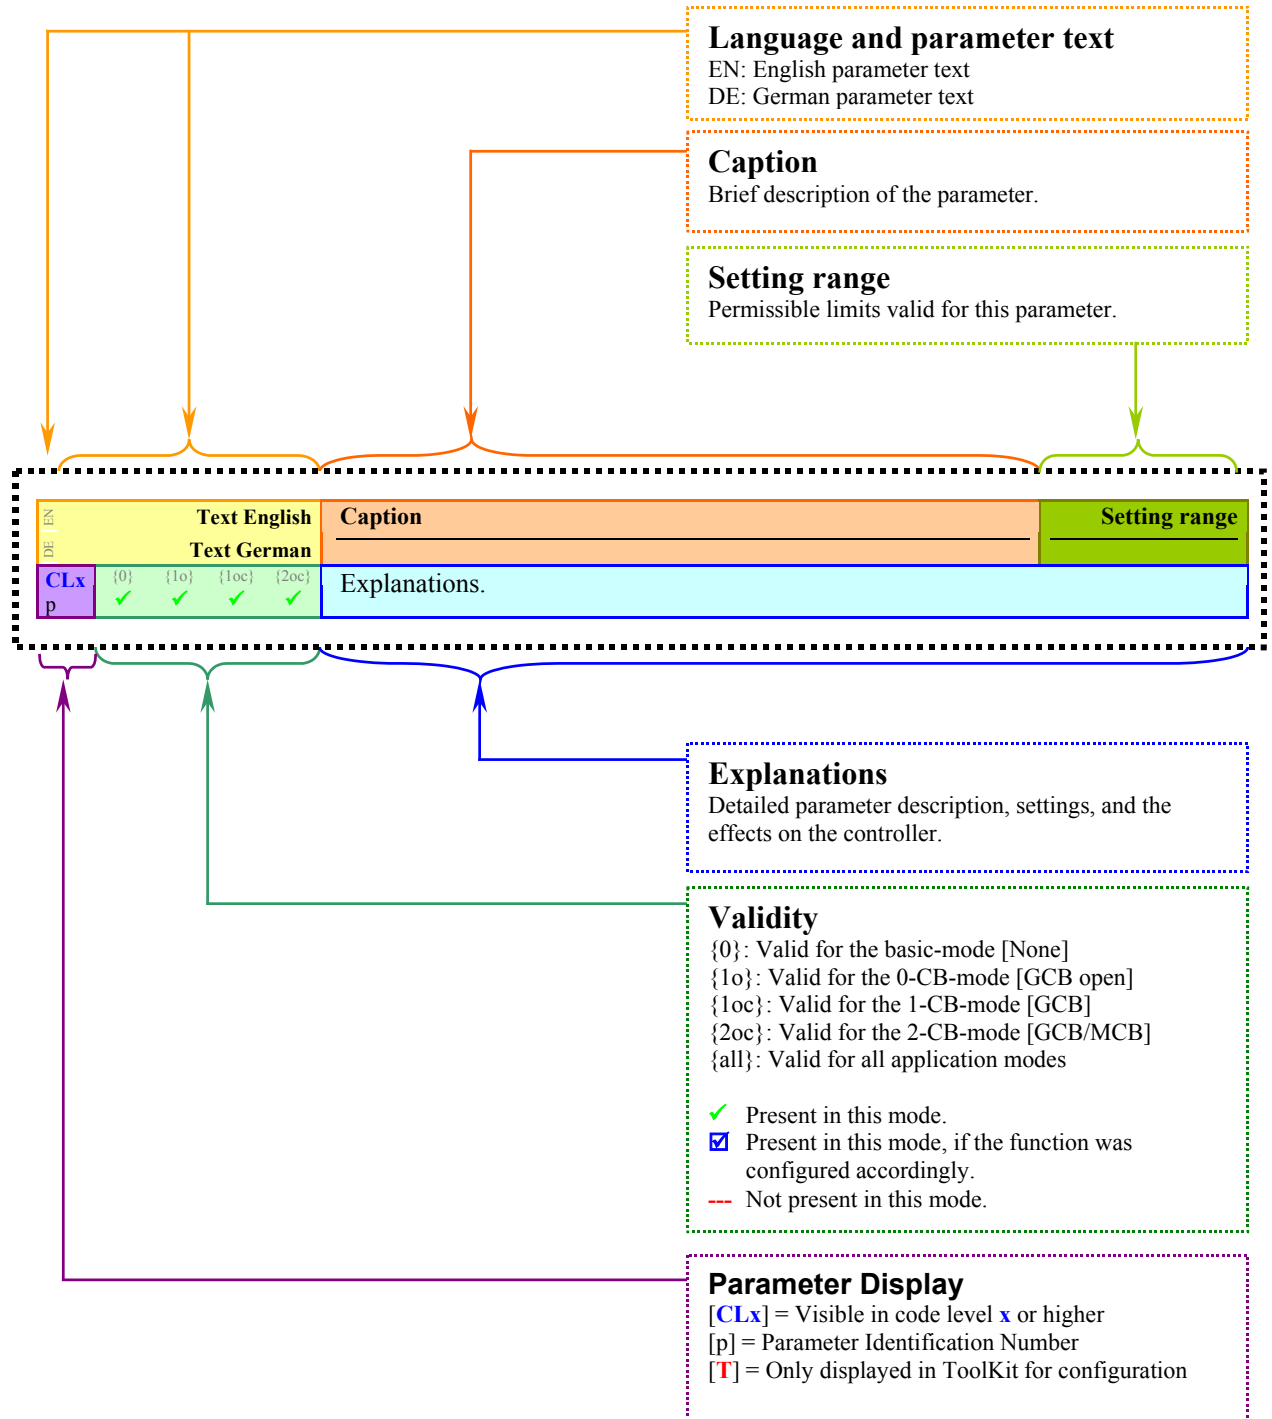 Language and parameter text
EN: English parameter text
DE: German parameter text
Caption
Brief description of the parameter.
Setting range
Permissible limits valid for this parameter.
EN Text English Caption Setting range
DE Text German
CLx {0} {1o} {1oc} {2oc} Explanations.
p ✓ ✓ ✓ ✓
Explanations
Detailed parameter description, settings, and the
effects on the controller.
Validity
{0}: Valid for the basic-mode [None]
{1o}: Valid for the 0-CB-mode [GCB open]
{1oc}: Valid for the 1-CB-mode [GCB]
{2oc}: Valid for the 2-CB-mode [GCB/MCB]
{all}: Valid for all application modes
✓ Present in this mode.
☑ Present in this mode, if the function was
configured accordingly.
--- Not present in this mode.
Parameter Display
[CLx] = Visible in code level x or higher
[p] = Parameter Identification Number
[T] = Only displayed in ToolKit for configuration